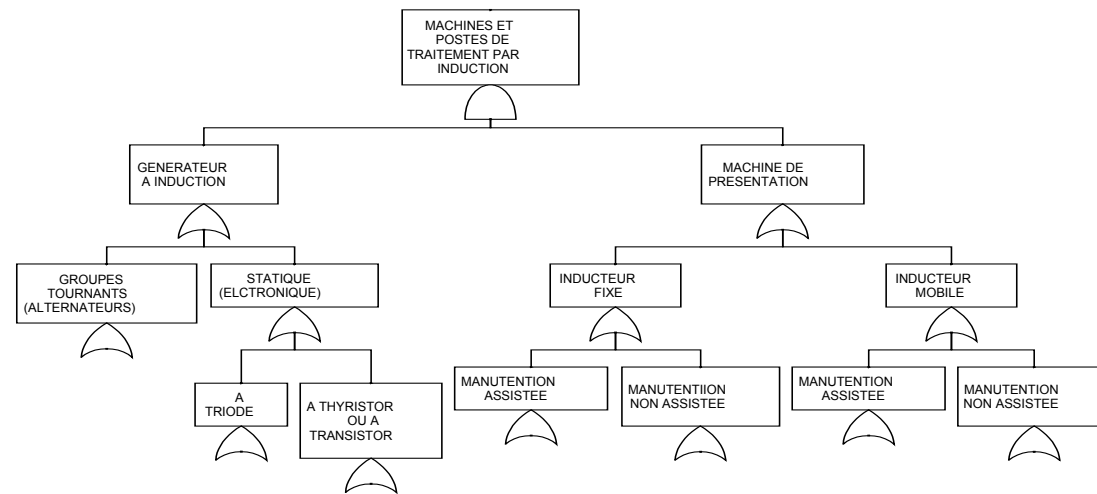 MACHINES ET
POSTES DE
TRAITEMENT PAR
INDUCTION
GENERATEUR
A INDUCTION
MACHINE DE
PRESENTATION
GROUPES
TOURNANTS
(ALTERNATEURS)
STATIQUE
(ELCTRONIQUE)
INDUCTEUR
FIXE
INDUCTEUR
MOBILE
A
TRIODE
A THYRISTOR
OU A
TRANSISTOR
MANUTENTION
ASSISTEE
MANUTENTIION
NON ASSISTEE
MANUTENTION
ASSISTEE
MANUTENTION
NON ASSISTEE